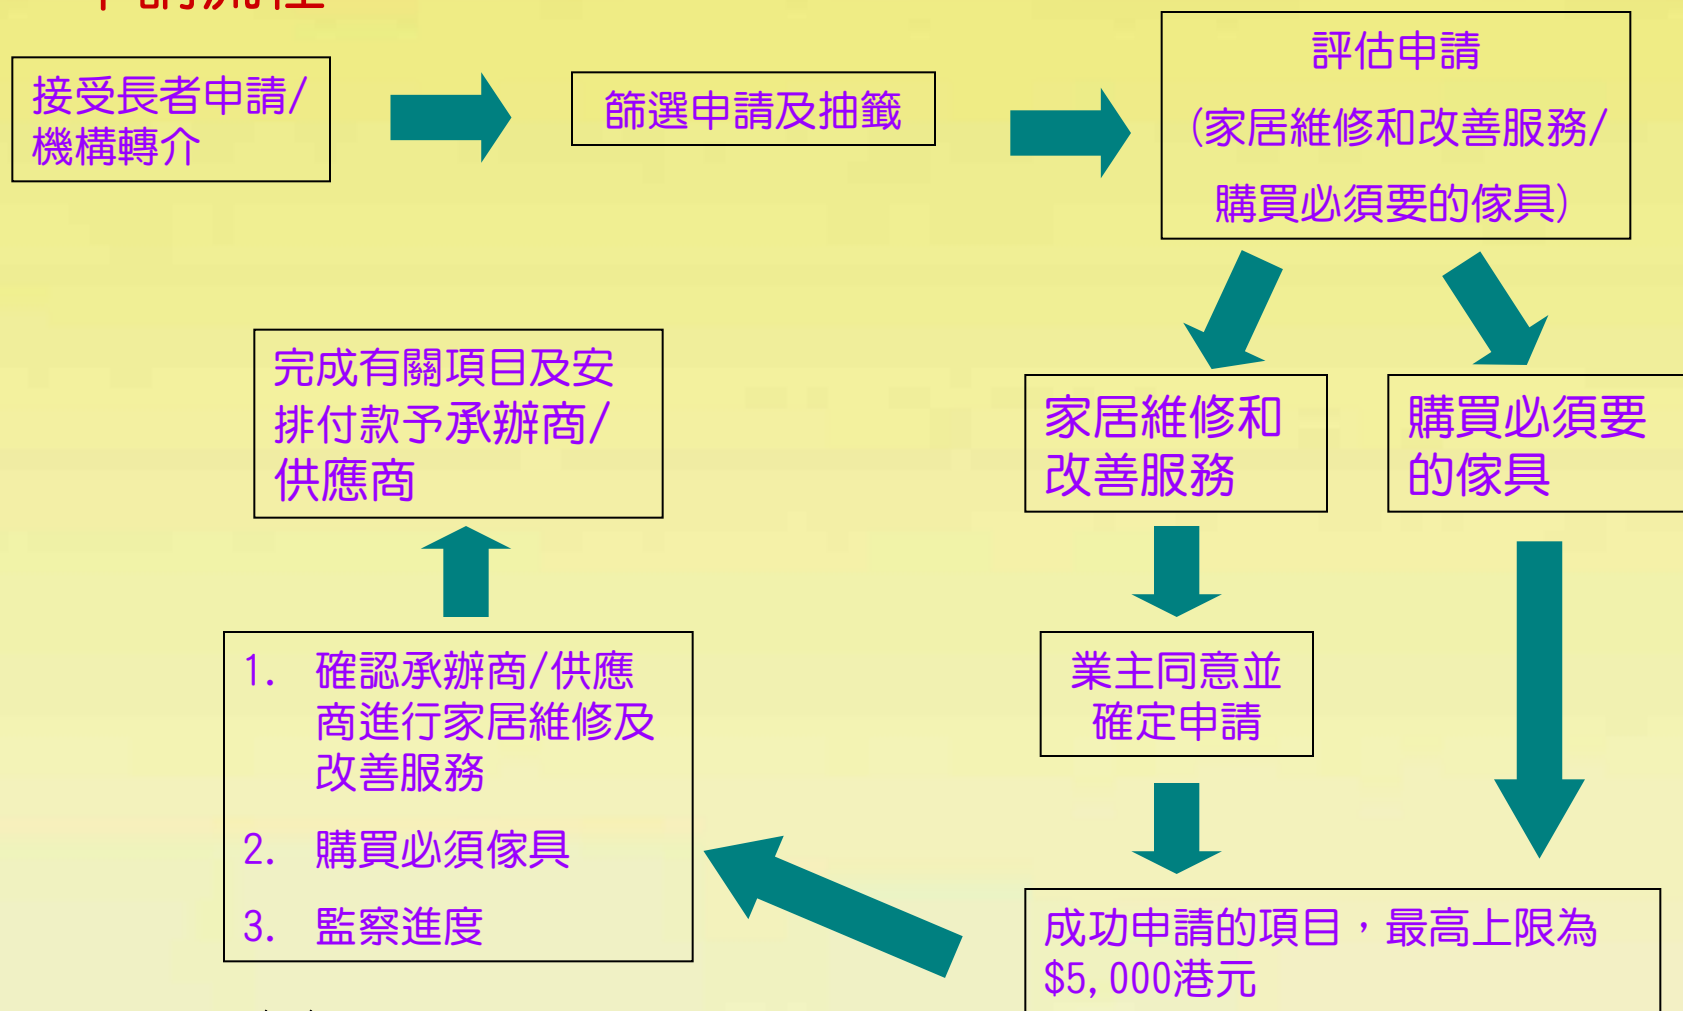 申請流程
接受長者申請/
機構轉介
篩選申請及抽籤
評估申請
(家居維修和改善服務/
購買必須要的傢具)
家居維修和
改善服務
購買必須要
的傢具
業主同意並
確定申請
成功申請的項目，最高上限為
$5,000港元
1. 確認承辦商/供應
商進行家居維修及
改善服務
2. 購買必須傢具
3. 監察進度
完成有關項目及安
排付款予承辦商/
供應商